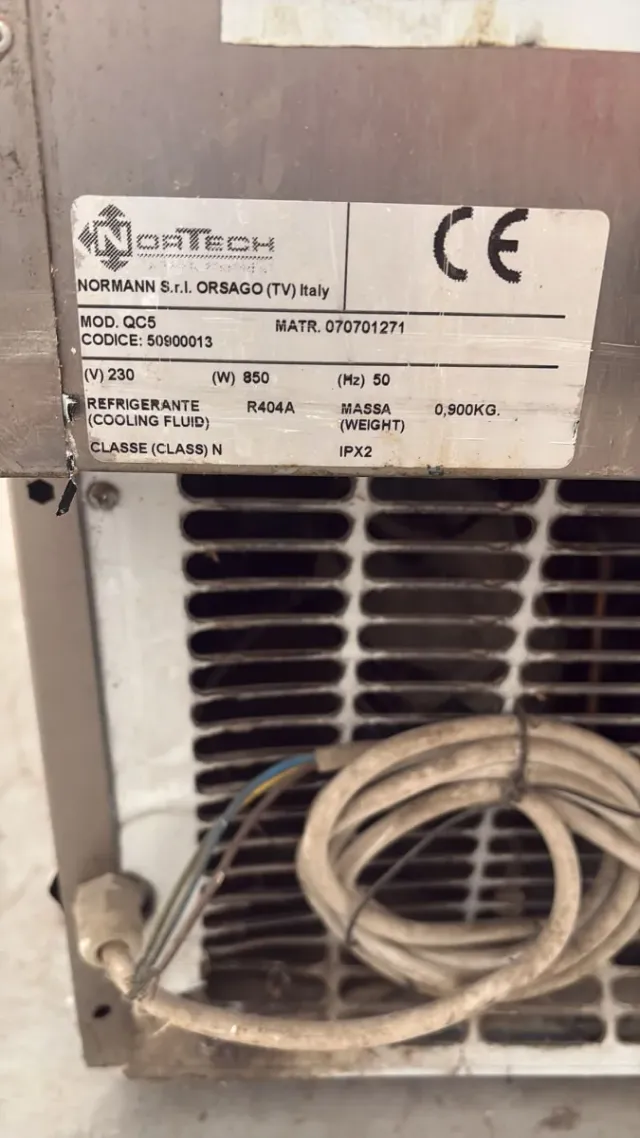 NORTECH
NORMANN S.r.l. ORSAGO (TV) Italy
CE
MOD. QC5 MATR. 070701271
CODICE: 50900013
(V) 230 (W) 850 (Hz) 50
REFRIGERANTE R404A MASSA 0,900KG.
(COOLING FLUID) (WEIGHT)
CLASSE (CLASS) N IPX2